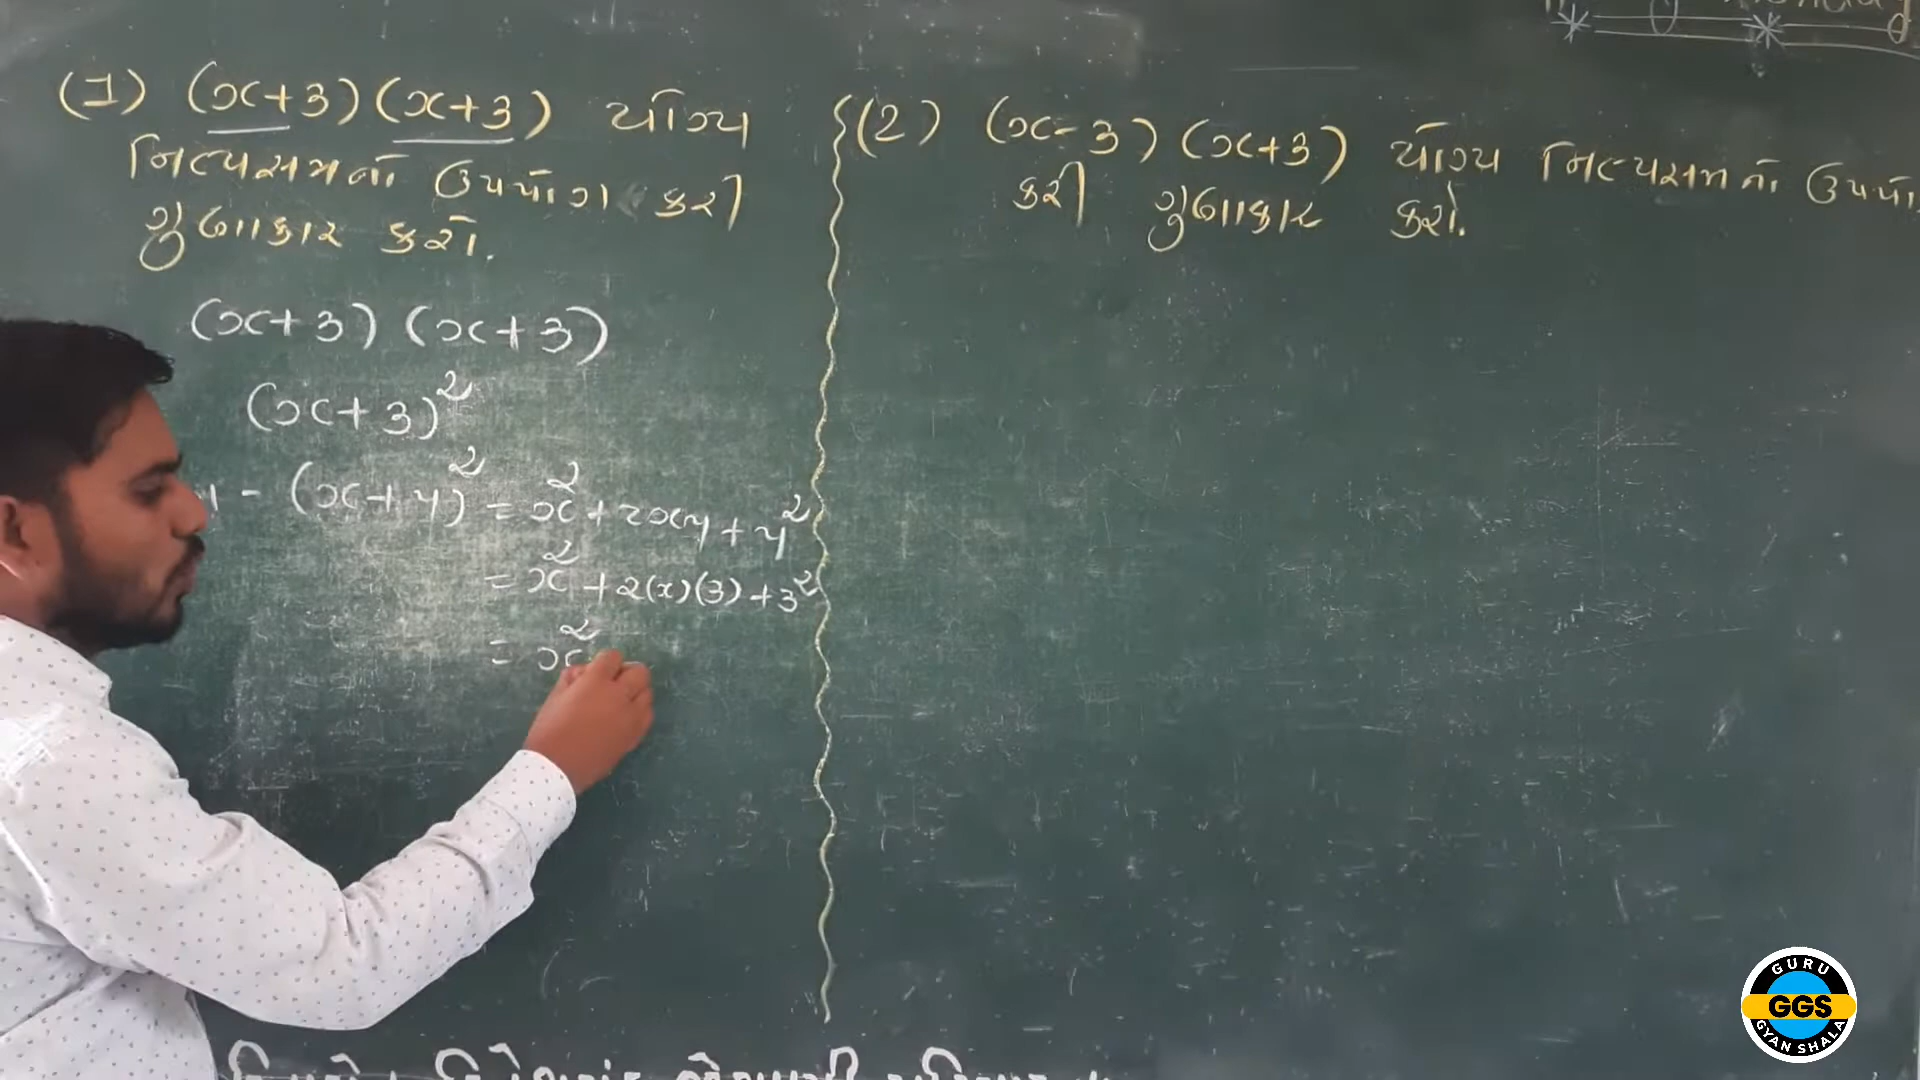 (1) (x+3)(x+3) યોગ્ય
નિત્યસમનો ઉપયોગ કરી
ગુણાકાર કરો.
(x+3) (x+3)
(x+3)²
- (x+y)² = x² + 2xy + y²
= x² + 2(x)(3) + 3²
= x²
(2) (x-3) (x+3) યોગ્ય નિત્યસમનો ઉપયો
કરી ગુણાકાર કરો.
GURU
GGS
GYAN SHALA